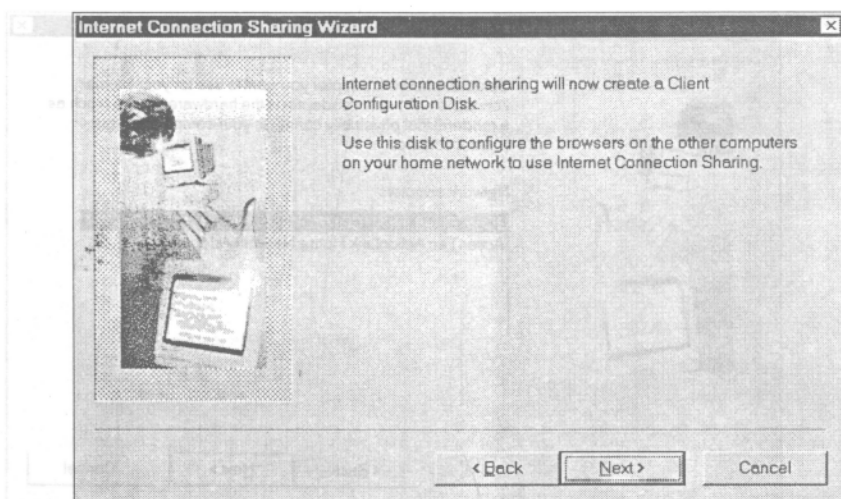 Internet Connection Sharing Wizard
Internet connection sharing will now create a Client
Configuration Disk.
Use this disk to configure the browsers on the other computers
on your home network to use Internet Connection Sharing.
< Back
Next >
Cancel